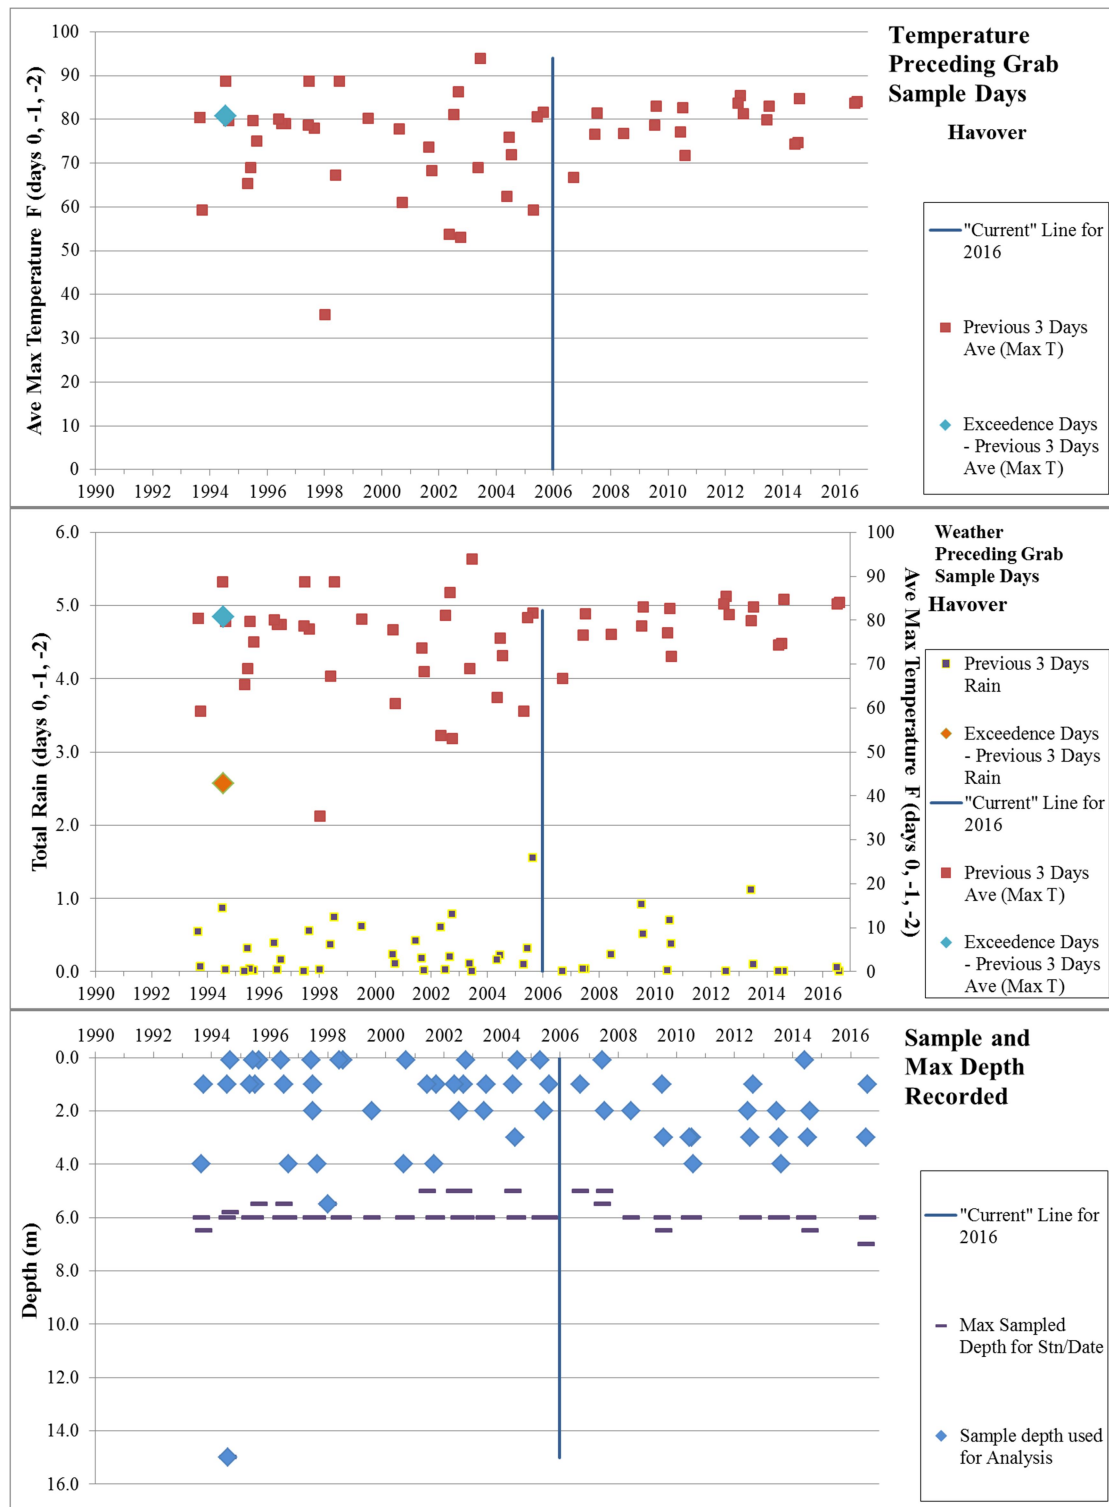 Temperature
Preceding Grab
Sample Days
Havover
Ave Max Temperature F (days 0, -1, -2)
100
90
80
70
60
50
40
30
20
10
0
1990 1992 1994 1996 1998 2000 2002 2004 2006 2008 2010 2012 2014 2016
"Current" Line for
2016
Previous 3 Days
Ave (Max T)
Exceedence Days
- Previous 3 Days
Ave (Max T)
Weather
Preceding Grab
Sample Days
Havover
Total Rain (days 0, -1, -2)
6.0
5.0
4.0
3.0
2.0
1.0
0.0
1990 1992 1994 1996 1998 2000 2002 2004 2006 2008 2010 2012 2014 2016
100
90
80
70
60
50
40
30
20
10
0
Ave Max Temperature F (days 0, -1, -2)
Previous 3 Days
Rain
Exceedence Days
- Previous 3 Days
Rain
"Current" Line for
2016
Previous 3 Days
Ave (Max T)
Exceedence Days
- Previous 3 Days
Ave (Max T)
Sample and
Max Depth
Recorded
1990 1992 1994 1996 1998 2000 2002 2004 2006 2008 2010 2012 2014 2016
Depth (m)
0.0
2.0
4.0
6.0
8.0
10.0
12.0
14.0
16.0
"Current" Line for
2016
Max Sampled
Depth for Stn/Date
Sample depth used
for Analysis